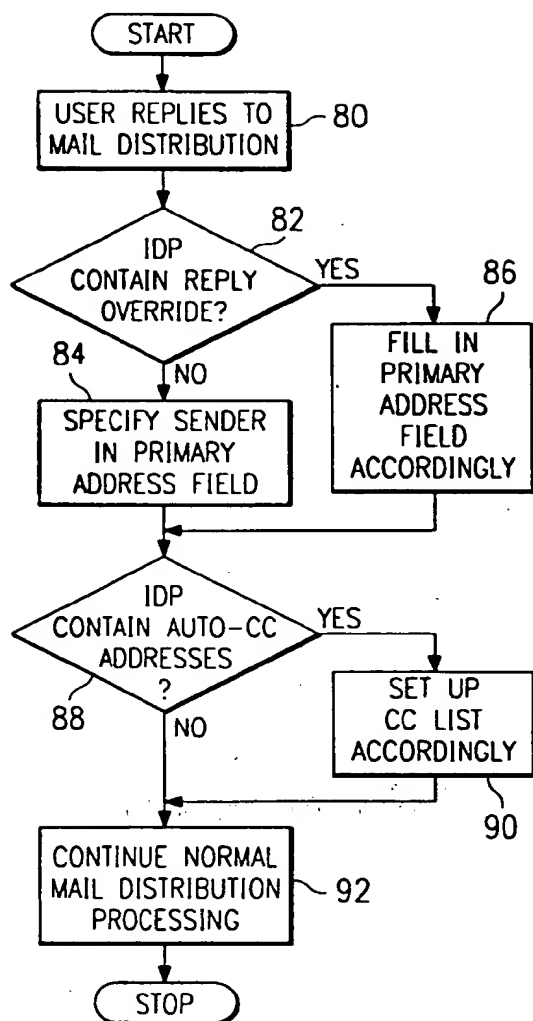 START
USER REPLIES TO
MAIL DISTRIBUTION
80
82
IDP
CONTAIN REPLY
OVERRIDE?
YES
86
FILL IN
PRIMARY
ADDRESS
FIELD
ACCORDINGLY
84
NO
SPECIFY SENDER
IN PRIMARY
ADDRESS FIELD
IDP
CONTAIN AUTO-CC
ADDRESSES
?
YES
88
NO
SET UP
CC LIST
ACCORDINGLY
90
CONTINUE NORMAL
MAIL DISTRIBUTION
PROCESSING
92
STOP